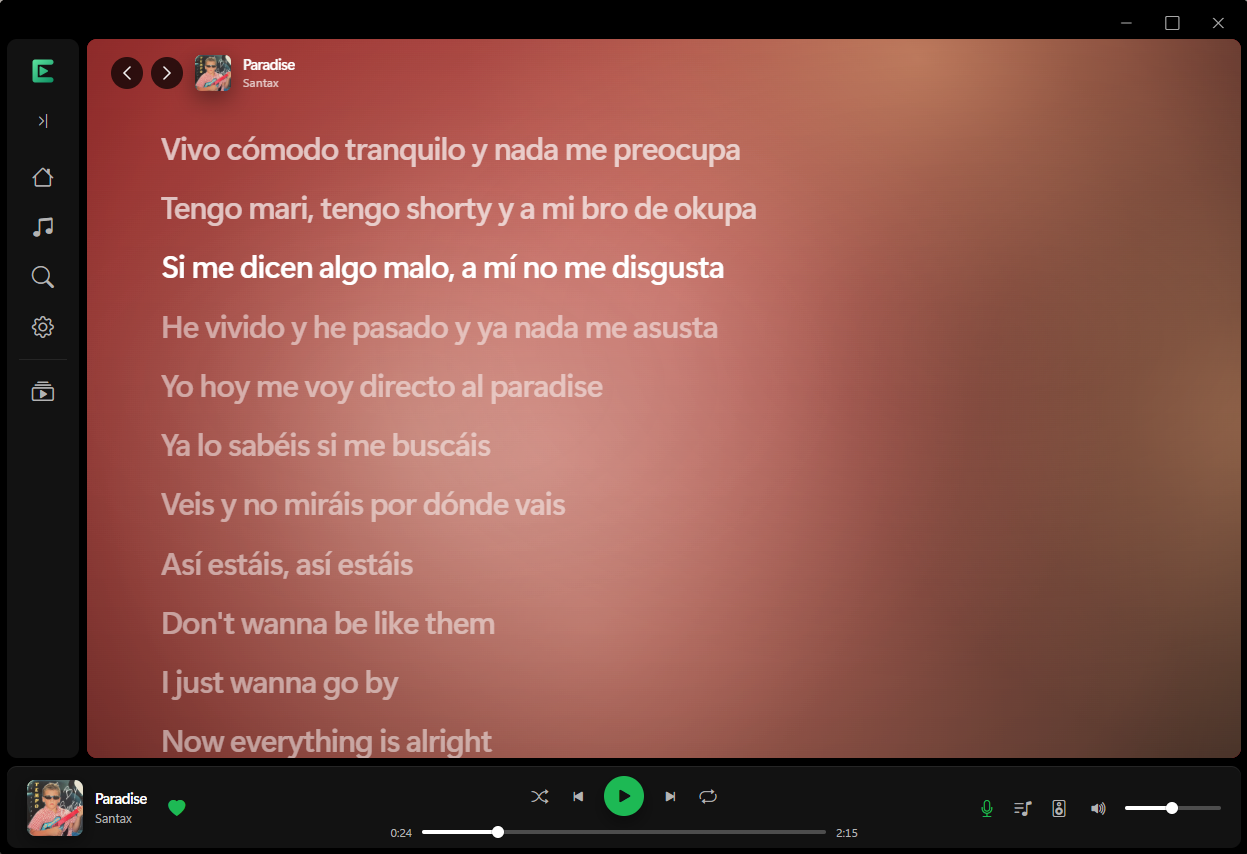 Paradise
Santax
Vivo cómodo tranquilo y nada me preocupa
Tengo mari, tengo shorty y a mi bro de okupa
Si me dicen algo malo, a mí no me disgusta
He vivido y he pasado y ya nada me asusta
Yo hoy me voy directo al paradise
Ya lo sabéis si me buscáis
Veis y no miráis por dónde vais
Así estáis, así estáis
Don't wanna be like them
I just wanna go by
Now everything is alright
Paradise
Santax
0:24
2:15